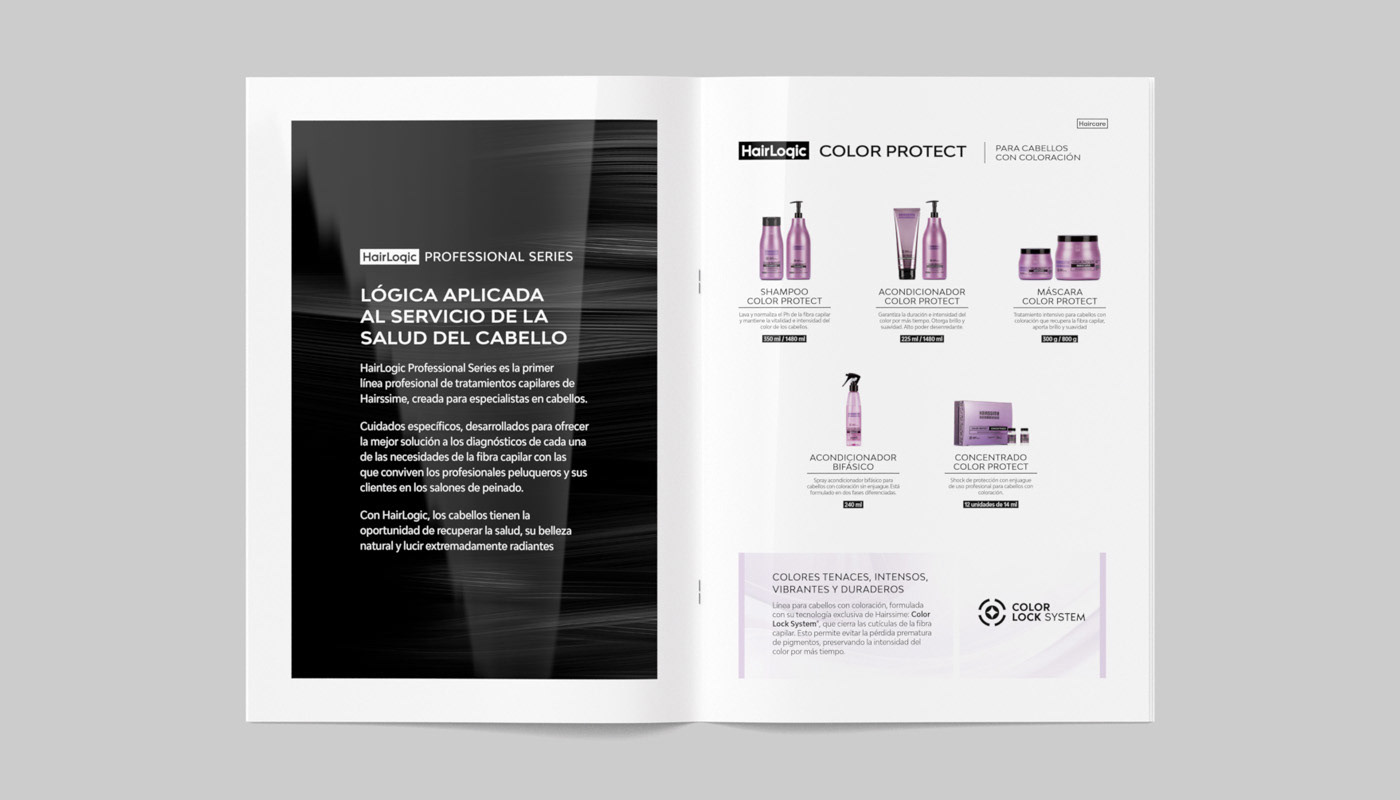 HairLogic PROFESSIONAL SERIES
LÓGICA APLICADA
AL SERVICIO DE LA
SALUD DEL CABELLO
HairLogic Professional Series es la primer
línea profesional de tratamientos capilares de
Hairssime, creada para especialistas en cabellos.
Cuidados específicos, desarrollados para ofrecer
la mejor solución a los diagnósticos de cada una
de las necesidades de la fibra capilar con las
que conviven los profesionales peluqueros y sus
clientes en los salones de peinado.
Con HairLogic, los cabellos tienen la
oportunidad de recuperar la salud, su belleza
natural y lucir extremadamente radiantes
Haircare
HairLogic COLOR PROTECT
PARA CABELLOS
CON COLORACIÓN
SHAMPOO
COLOR PROTECT
Lava y normaliza el Ph de la fibra capilar
y mantiene la vitalidad e intensidad del
color de los cabellos.
350 ml / 1480 ml
ACONDICIONADOR
COLOR PROTECT
Garantiza la duración e intensidad del
color por más tiempo. Otorga brillo y
suavidad. Alto poder desenredante.
225 ml / 1480 ml
MÁSCARA
COLOR PROTECT
Tratamiento intensivo para cabellos con
coloración que recupera la fibra capilar,
aporta brillo y suavidad
300 g / 800 g
ACONDICIONADOR
BIFÁSICO
Spray acondicionador bifásico para
cabellos con coloración sin enjuague. Está
formulado en dos fases diferenciadas.
240 ml
CONCENTRADO
COLOR PROTECT
Shock de protección con enjuague
de uso profesional para cabellos con
coloración.
12 unidades de 14 ml
COLORES TENACES, INTENSOS,
VIBRANTES Y DURADEROS
Línea para cabellos con coloración, formulada
con su tecnología exclusiva de Hairssime: Color
Lock System®, que cierra las cutículas de la fibra
capilar. Esto permite evitar la pérdida prematura
de pigmentos, preservando la intensidad del
color por más tiempo.
COLOR
LOCK SYSTEM